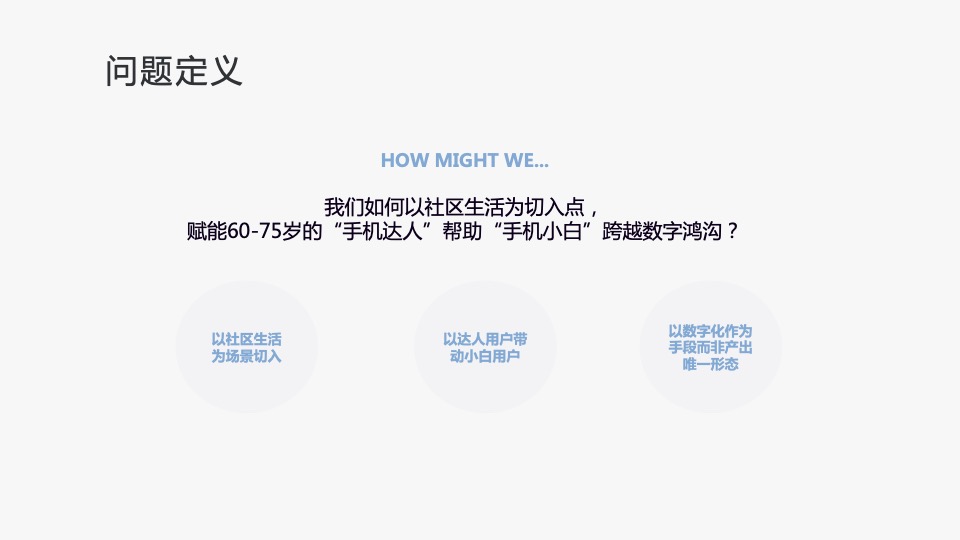 问题定义
HOW MIGHT WE...
我们如何以社区生活为切入点，
赋能60-75岁的“手机达人”帮助“手机小白”跨越数字鸿沟？
以社区生活
为场景切入
以达人用户带
动小白用户
以数字化作为
手段而非产出
唯一形态